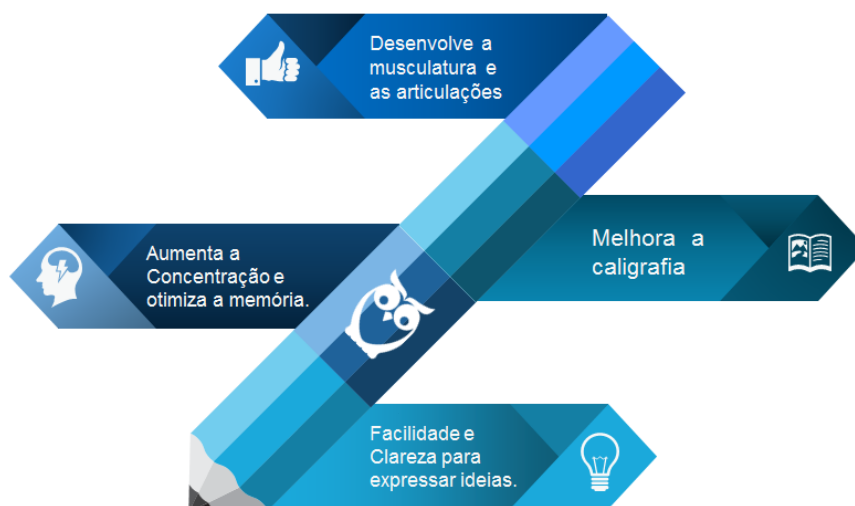 Desenvolve a
musculatura e
as articulações
Melhora a
caligrafia
Aumenta a
Concentração e
otimiza a memória.
Facilidade e
Clareza para
expressar ideias.